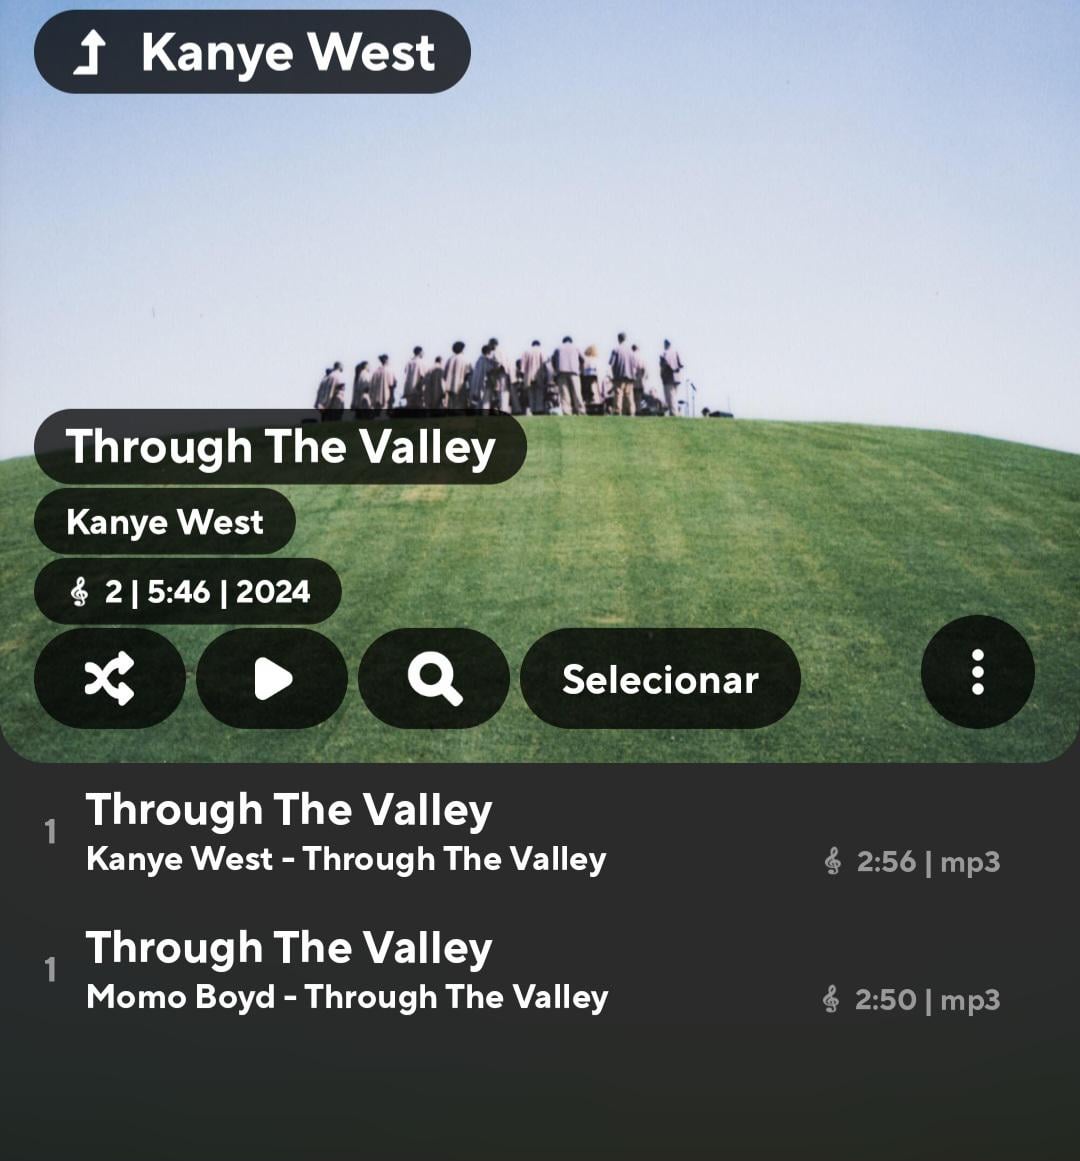 Kanye West
Through The Valley
Kanye West
2 | 5:46 | 2024
Selecionar
1
Through The Valley
Kanye West - Through The Valley
2:56 | mp3
1
Through The Valley
Momo Boyd - Through The Valley
2:50 | mp3